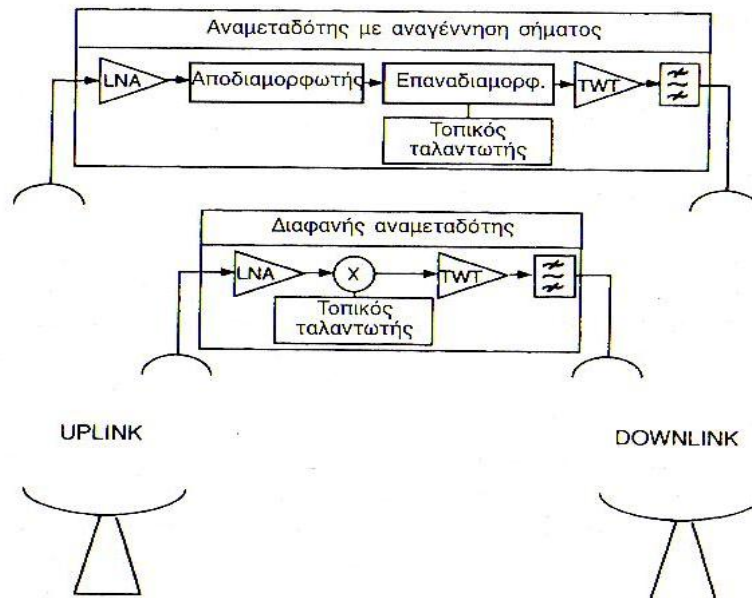 Αναμεταδότης με αναγέννηση σήματος
LNA
Αποδιαμορφωτής
Επαναδιαμορφ.
TWT
Τοπικός
ταλαντωτής
Διαφανής αναμεταδότης
LNA
X
TWT
Τοπικός
ταλαντωτής
UPLINK
DOWNLINK